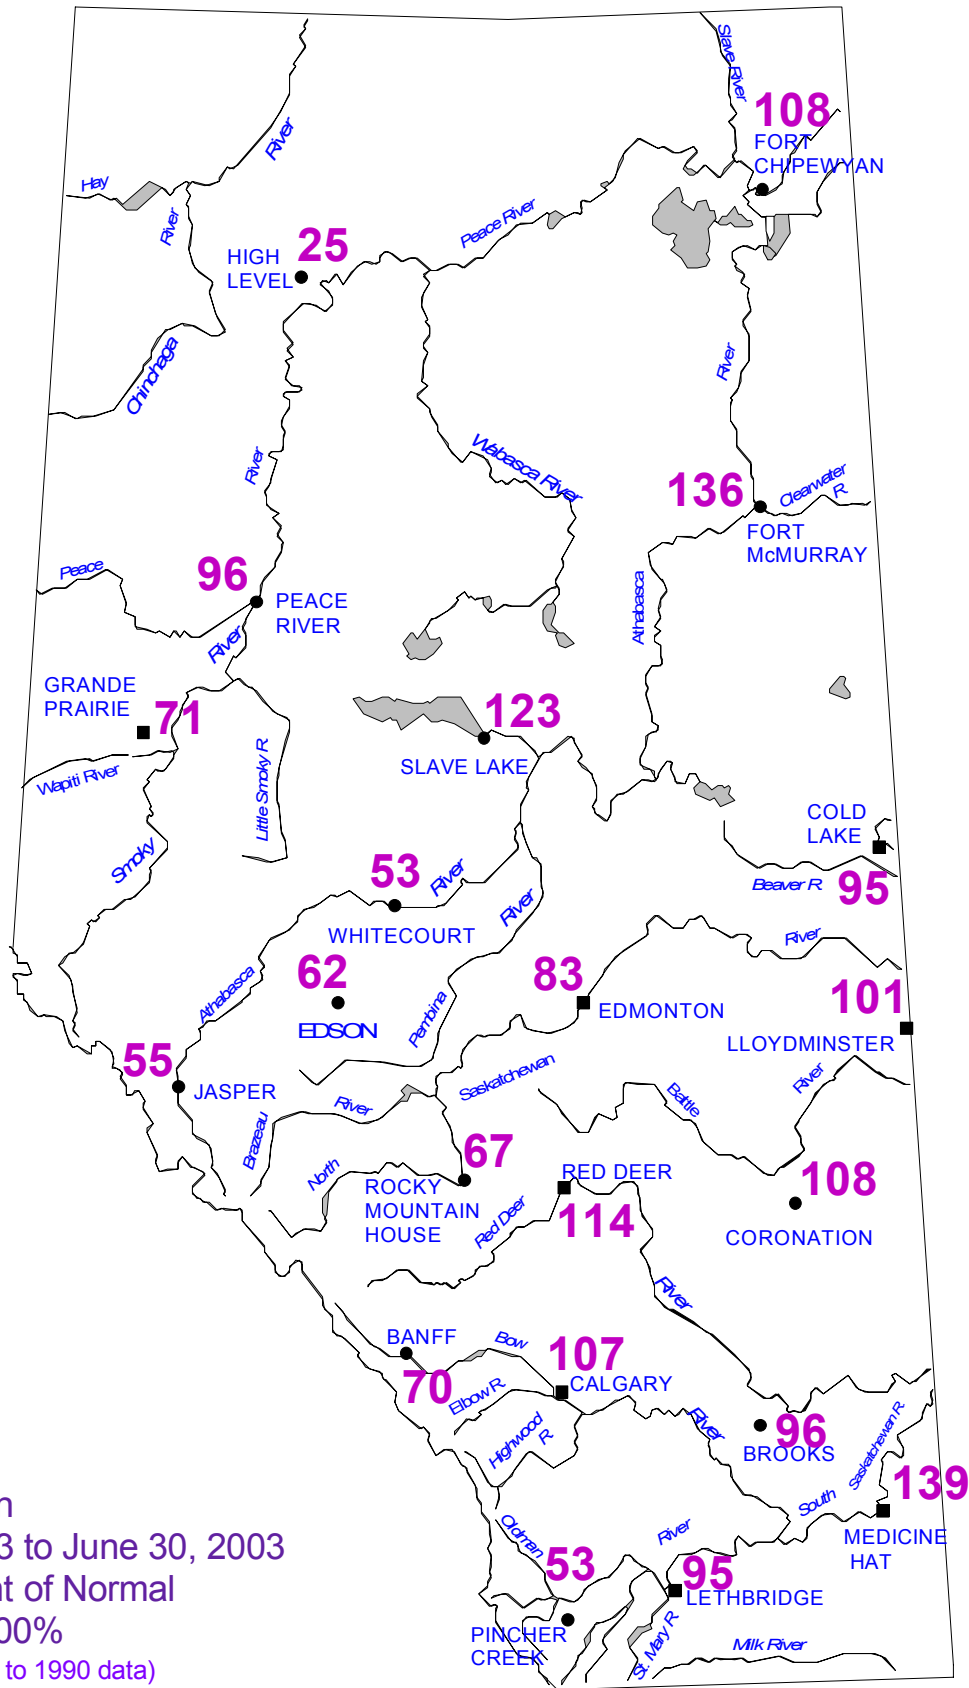 Slave River
108
FORT
CHIPEWYAN
Hay
River
River
Peace River
25
HIGH
LEVEL
Chinchaga
River
River
Wabasca River
136
Clearwater
R
FORT
McMURRAY
Peace
96
PEACE
RIVER
River
Athabasca
GRANDE
PRAIRIE
71
123
SLAVE LAKE
Wapiti River
Little Smoky R
Smoky
COLD
LAKE
Beaver R
95
53
River
WHITECOURT
River
River
62
EDSON
Athabasca
Pembina
83
EDMONTON
101
LLOYDMINSTER
55
JASPER
Saskatchewan
Battle
River
Brazeau
River
North
67
ROCKY
MOUNTAIN
HOUSE
RED DEER
114
Red Deer
108
CORONATION
River
BANFF
70
Bow
107
CALGARY
Elbow R
Highwood
R
River
96
BROOKS
Saskatchewan R
South
139
MEDICINE
HAT
Oldman
River
53
PINCHER
CREEK
95
LETHBRIDGE
St. Mary R
Milk River
n
3 to June 30, 2003
nt of Normal
00%
to 1990 data)